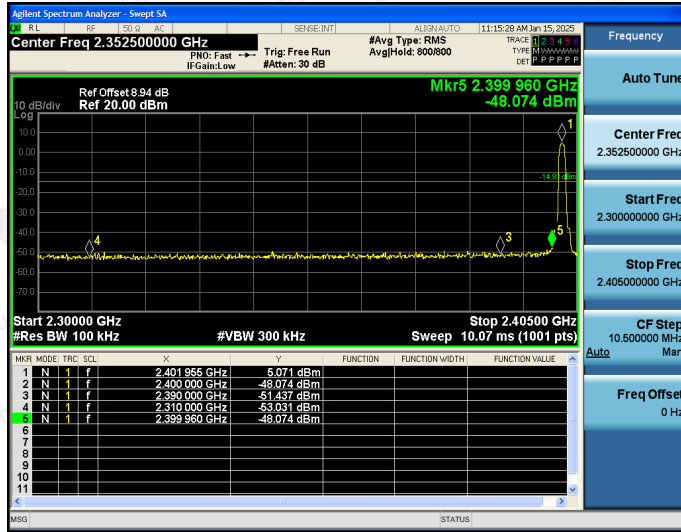 Agilent Spectrum Analyzer - Swept SA
RL RF 50 Ω AC SENSE:INT ALIGNAUTO 11:15:28 AM Jan 15, 2025
Center Freq 2.352500000 GHz
PNO: Fast
IFGain:Low
Trig: Free Run
#Atten: 30 dB
#Avg Type: RMS
Avg|Hold: 800/800
TRACE 1 2 3 4 5 6
TYPE M
DET P P P P P P
Mkr5 2.399 960 GHz
-48.074 dBm
Ref Offset 8.94 dB
10 dB/div Ref 20.00 dBm
Log
10.0
0.00
-10.0
-20.0
-30.0
-40.0
-50.0
-60.0
-70.0
1
-14.93 dBm
4
3
5
Start 2.30000 GHz Stop 2.40500 GHz
#Res BW 100 kHz #VBW 300 kHz Sweep 10.07 ms (1001 pts)
MKR MODE TRC SCL X Y FUNCTION FUNCTION WIDTH FUNCTION VALUE
1 N 1 f 2.401 955 GHz 5.071 dBm
2 N 1 f 2.400 000 GHz -48.074 dBm
3 N 1 f 2.390 000 GHz -51.437 dBm
4 N 1 f 2.310 000 GHz -53.031 dBm
5 N 1 f 2.399 960 GHz -48.074 dBm
6
7
8
9
10
11
MSG STATUS
Frequency
Auto Tune
Center Freq
2.352500000 GHz
Start Freq
2.300000000 GHz
Stop Freq
2.405000000 GHz
CF Step
10.500000 MHz
Auto Man
Freq Offset
0 Hz